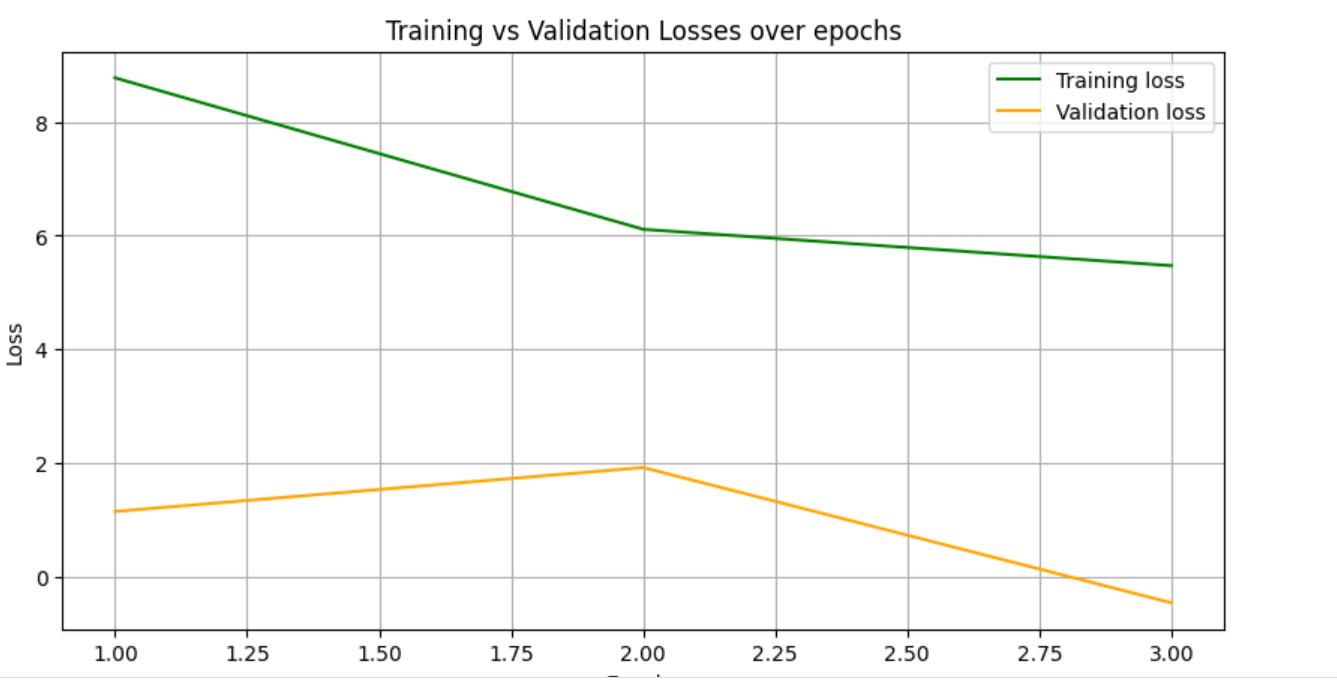 Training vs Validation Losses over epochs
Training loss
Validation loss
8
6
4
2
0
Loss
1.00 1.25 1.50 1.75 2.00 2.25 2.50 2.75 3.00